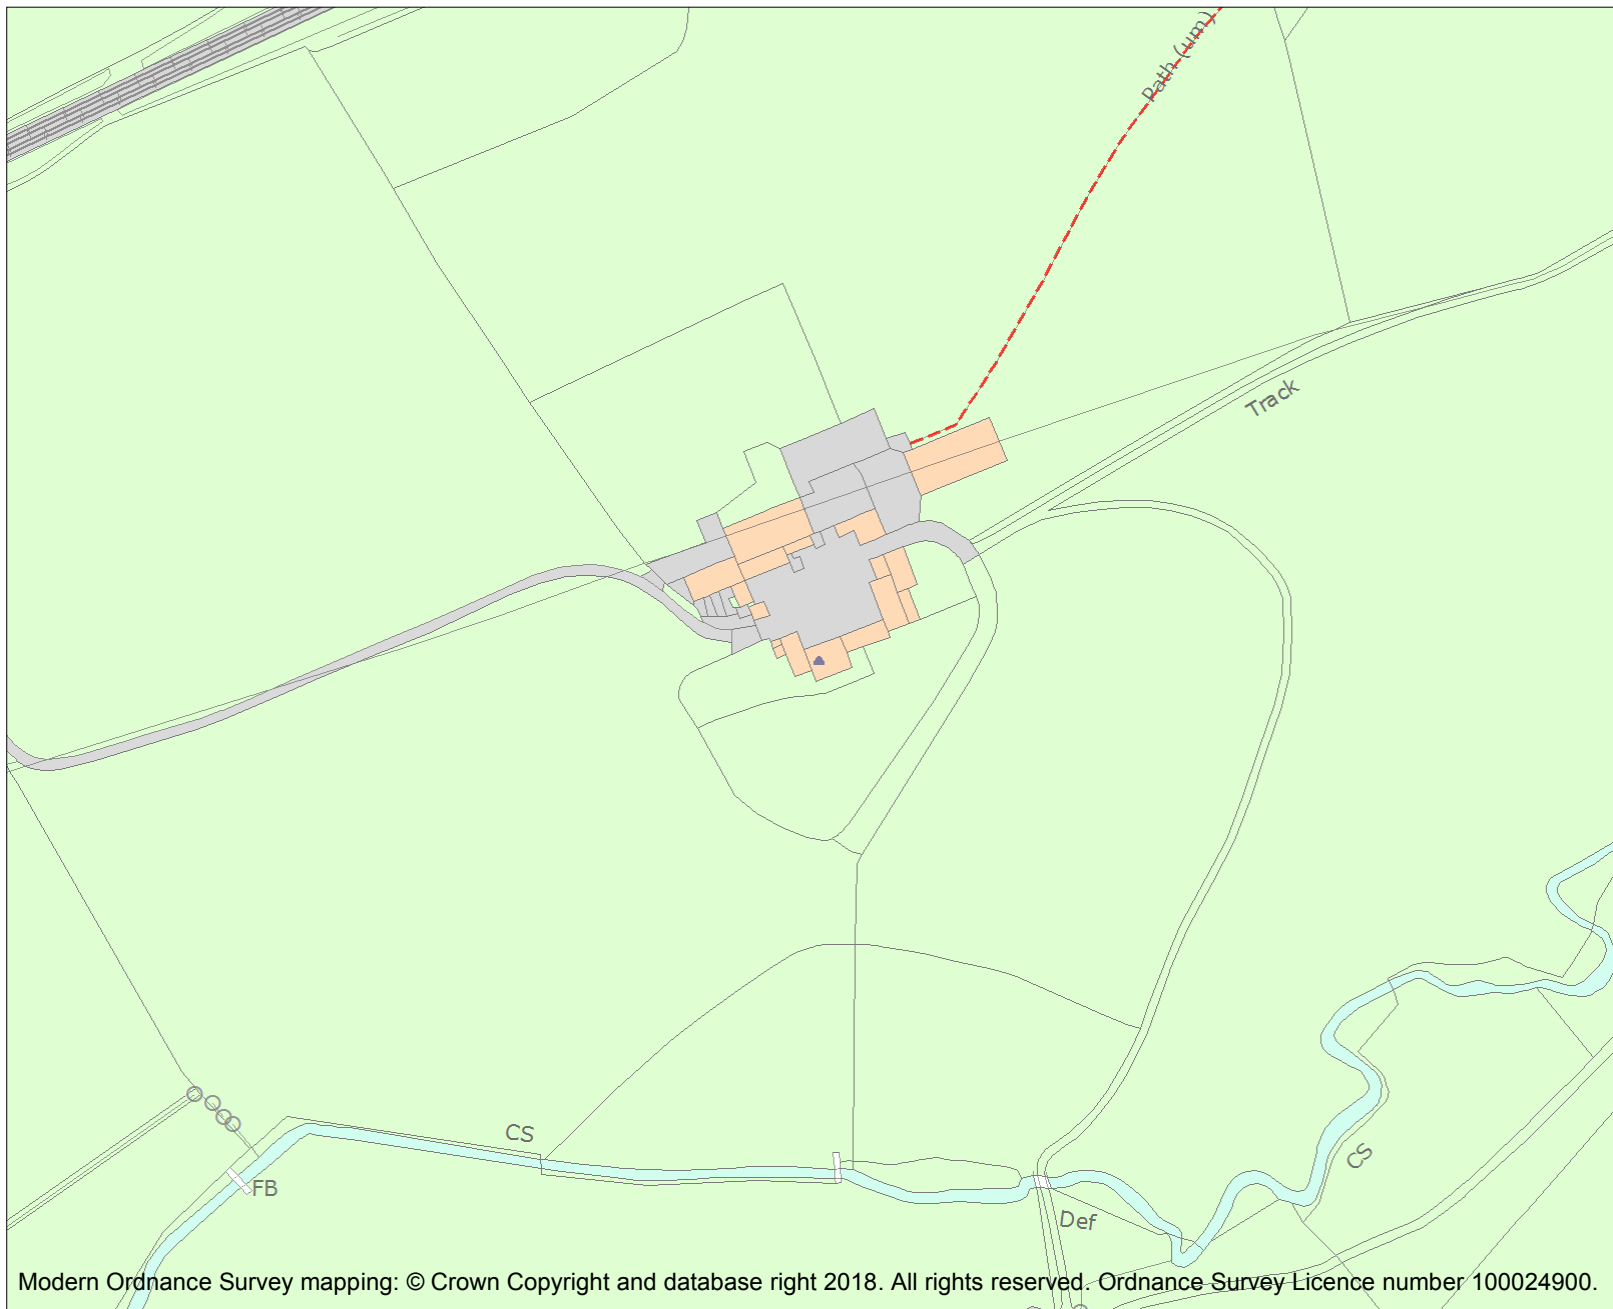 Path (um)
Track
CS
CS
FB
Def
Modern Ordnance Survey mapping: © Crown Copyright and database right 2018. All rights reserved. Ordnance Survey Licence number 100024900.